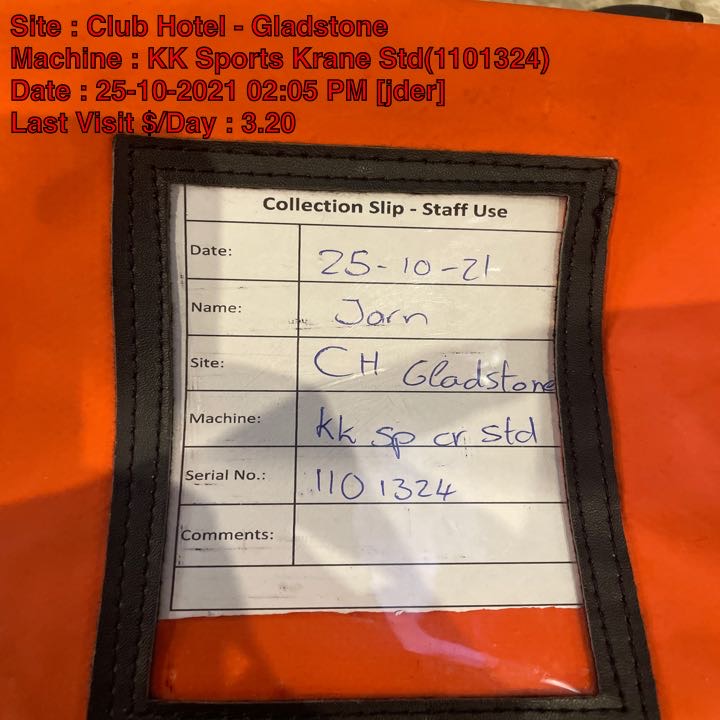 Site : Club Hotel - Gladstone
Machine : KK Sports Krane Std(1101324)
Date : 25-10-2021 02:05 PM [jder]
Last Visit $/Day : 3.20
Collection Slip - Staff Use
Date: 25-10-21
Name: Jorn
Site: CH Gladstone
Machine: KK Sp cr std
Serial No.: 1101324
Comments: